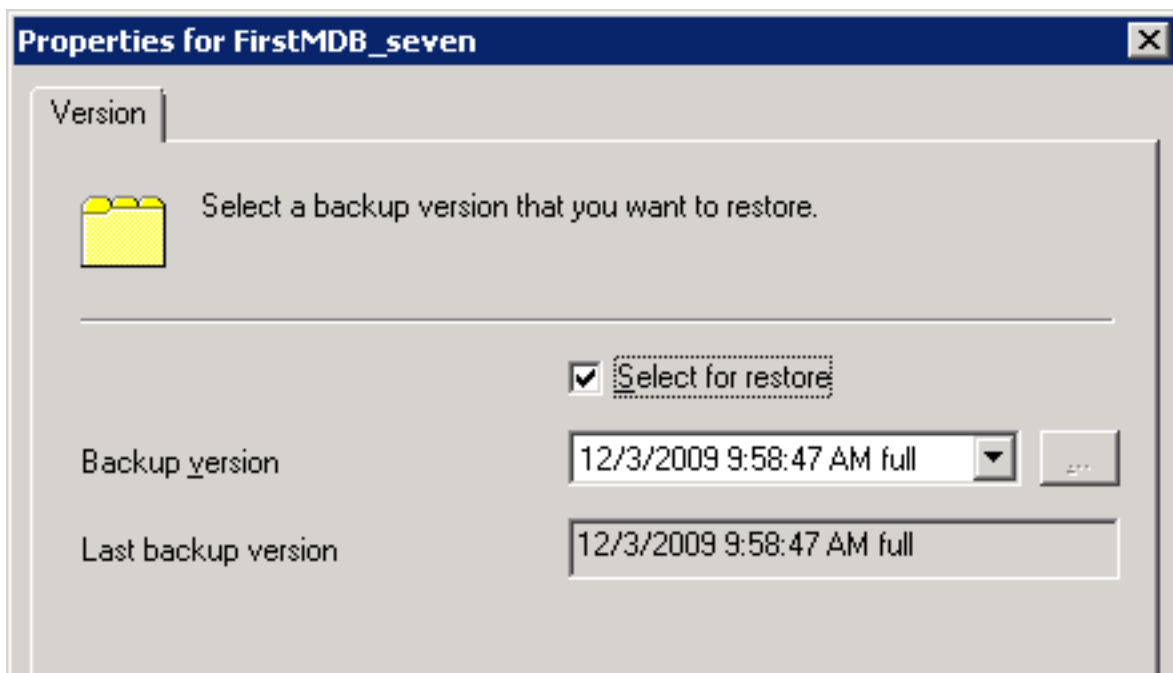 Properties for FirstMDB_seven
Version
Select a backup version that you want to restore.
Select for restore
Backup version
12/3/2009 9:58:47 AM full
...
Last backup version
12/3/2009 9:58:47 AM full